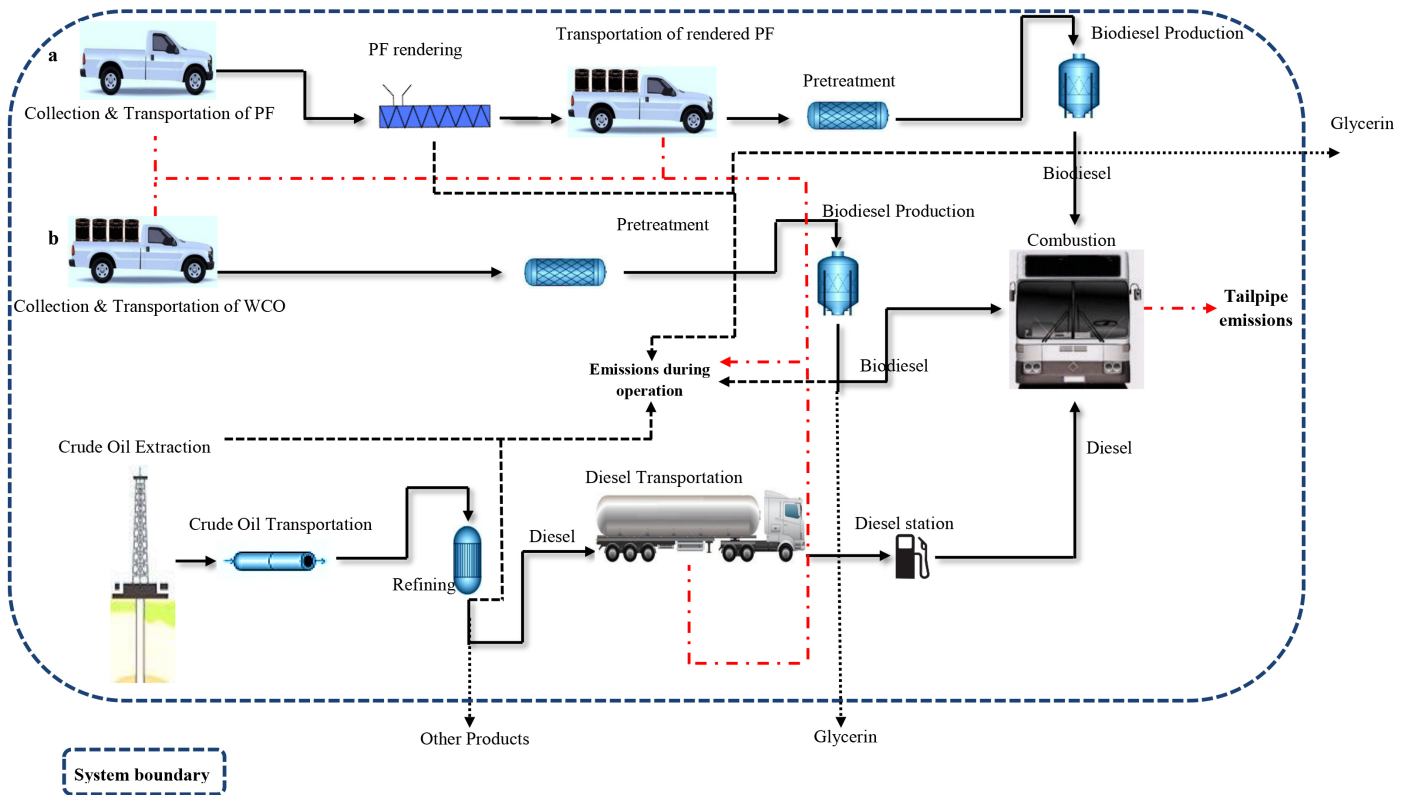 a
PF rendering
Transportation of rendered PF
Biodiesel Production
Pretreatment
Collection & Transportation of PF
Glycerin
Biodiesel
b
Pretreatment
Biodiesel Production
Combustion
Collection & Transportation of WCO
Tailpipe
emissions
Emissions during
operation
Biodiesel
Crude Oil Extraction
Diesel
Diesel Transportation
Crude Oil Transportation
Diesel
Diesel station
Refining
Other Products
Glycerin
System boundary